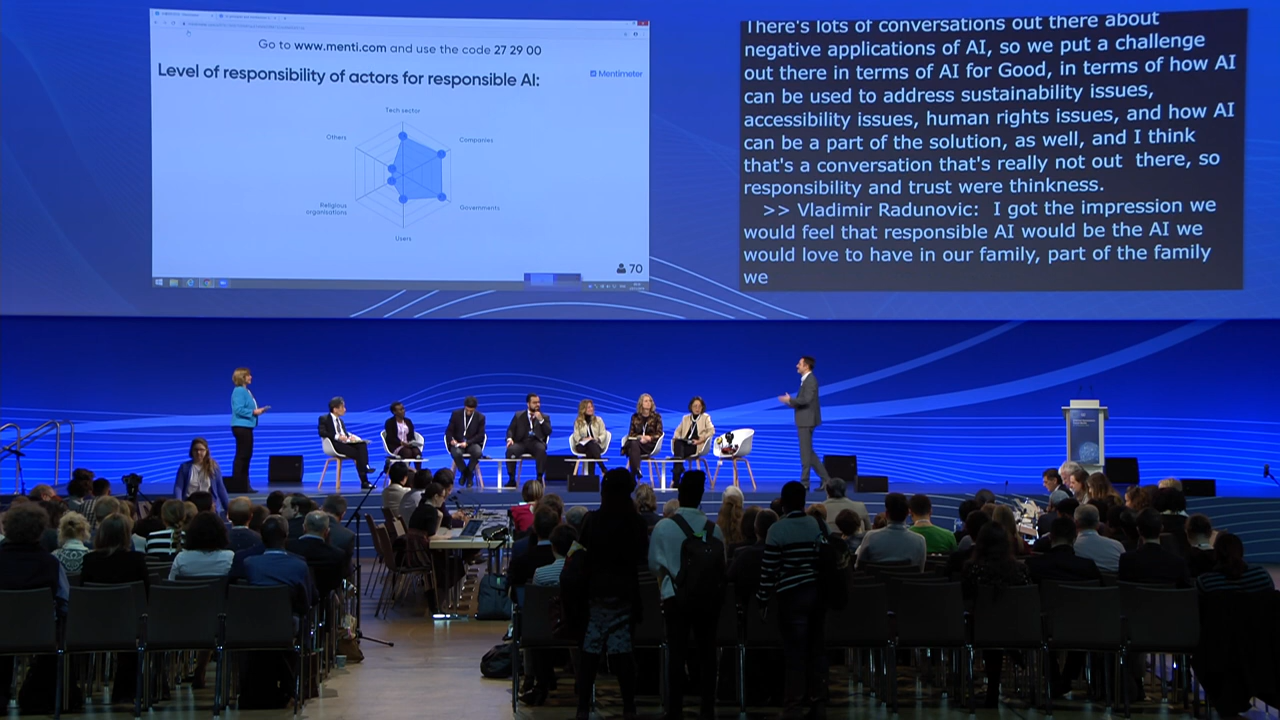 Go to www.menti.com and use the code 27 29 00
Level of responsibility of actors for responsible AI:
Mentimeter
Tech sector
Others
Companies
Religious
organisations
Governments
Users
70
There's lots of conversations out there about
negative applications of AI, so we put a challenge
out there in terms of AI for Good, in terms of how AI
can be used to address sustainability issues,
accessibility issues, human rights issues, and how AI
can be a part of the solution, as well, and I think
that's a conversation that's really not out there, so
responsibility and trust were thinkness.
>> Vladimir Radunovic: I got the impression we
would feel that responsible AI would be the AI we
would love to have in our family, part of the family
we